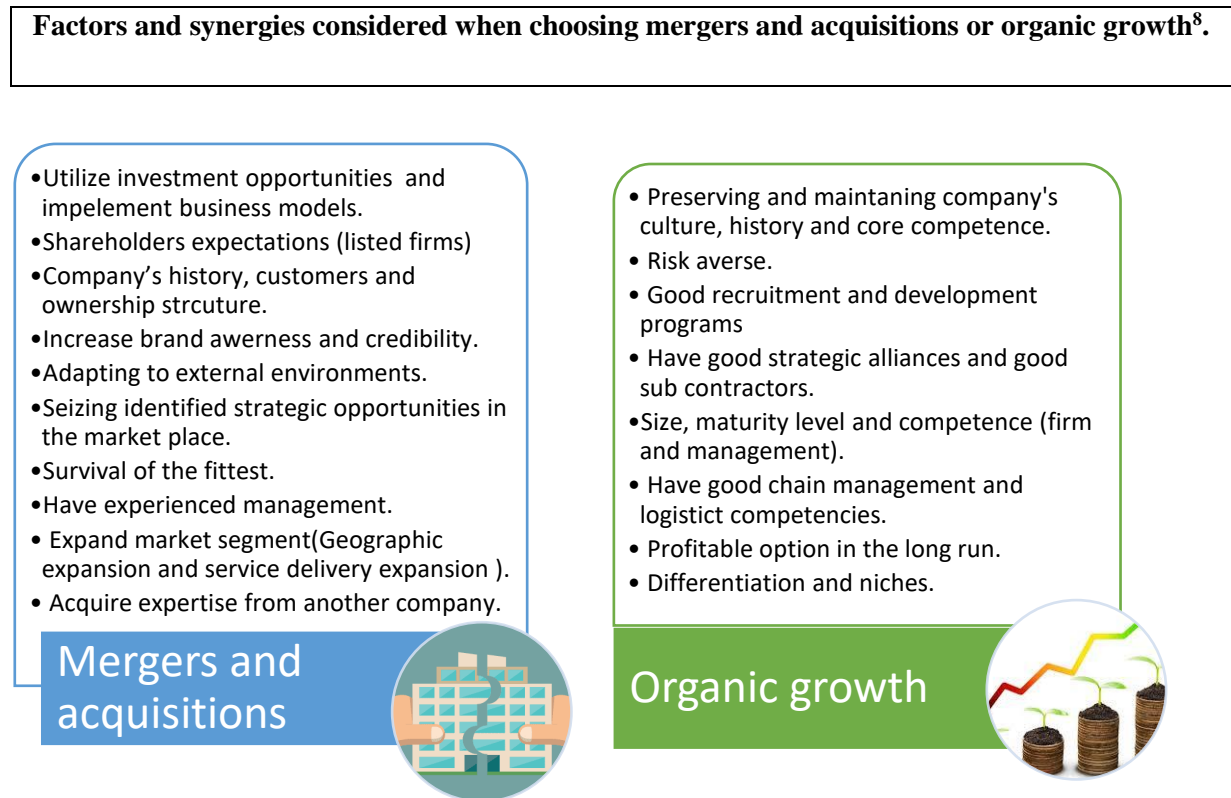 Factors and synergies considered when choosing mergers and acquisitions or organic growth⁸.
•Utilize investment opportunities and
impelement business models.
•Shareholders expectations (listed firms)
•Company’s history, customers and
ownership strcuture.
•Increase brand awerness and credibility.
•Adapting to external environments.
•Seizing identified strategic opportunities in
the market place.
•Survival of the fittest.
•Have experienced management.
• Expand market segment(Geographic
expansion and service delivery expansion ).
• Acquire expertise from another company.
Mergers and
acquisitions
• Preserving and maintaning company's
culture, history and core competence.
• Risk averse.
• Good recruitment and development
programs
• Have good strategic alliances and good
sub contractors.
•Size, maturity level and competence (firm
and management).
• Have good chain management and
logistict competencies.
• Profitable option in the long run.
• Differentiation and niches.
Organic growth